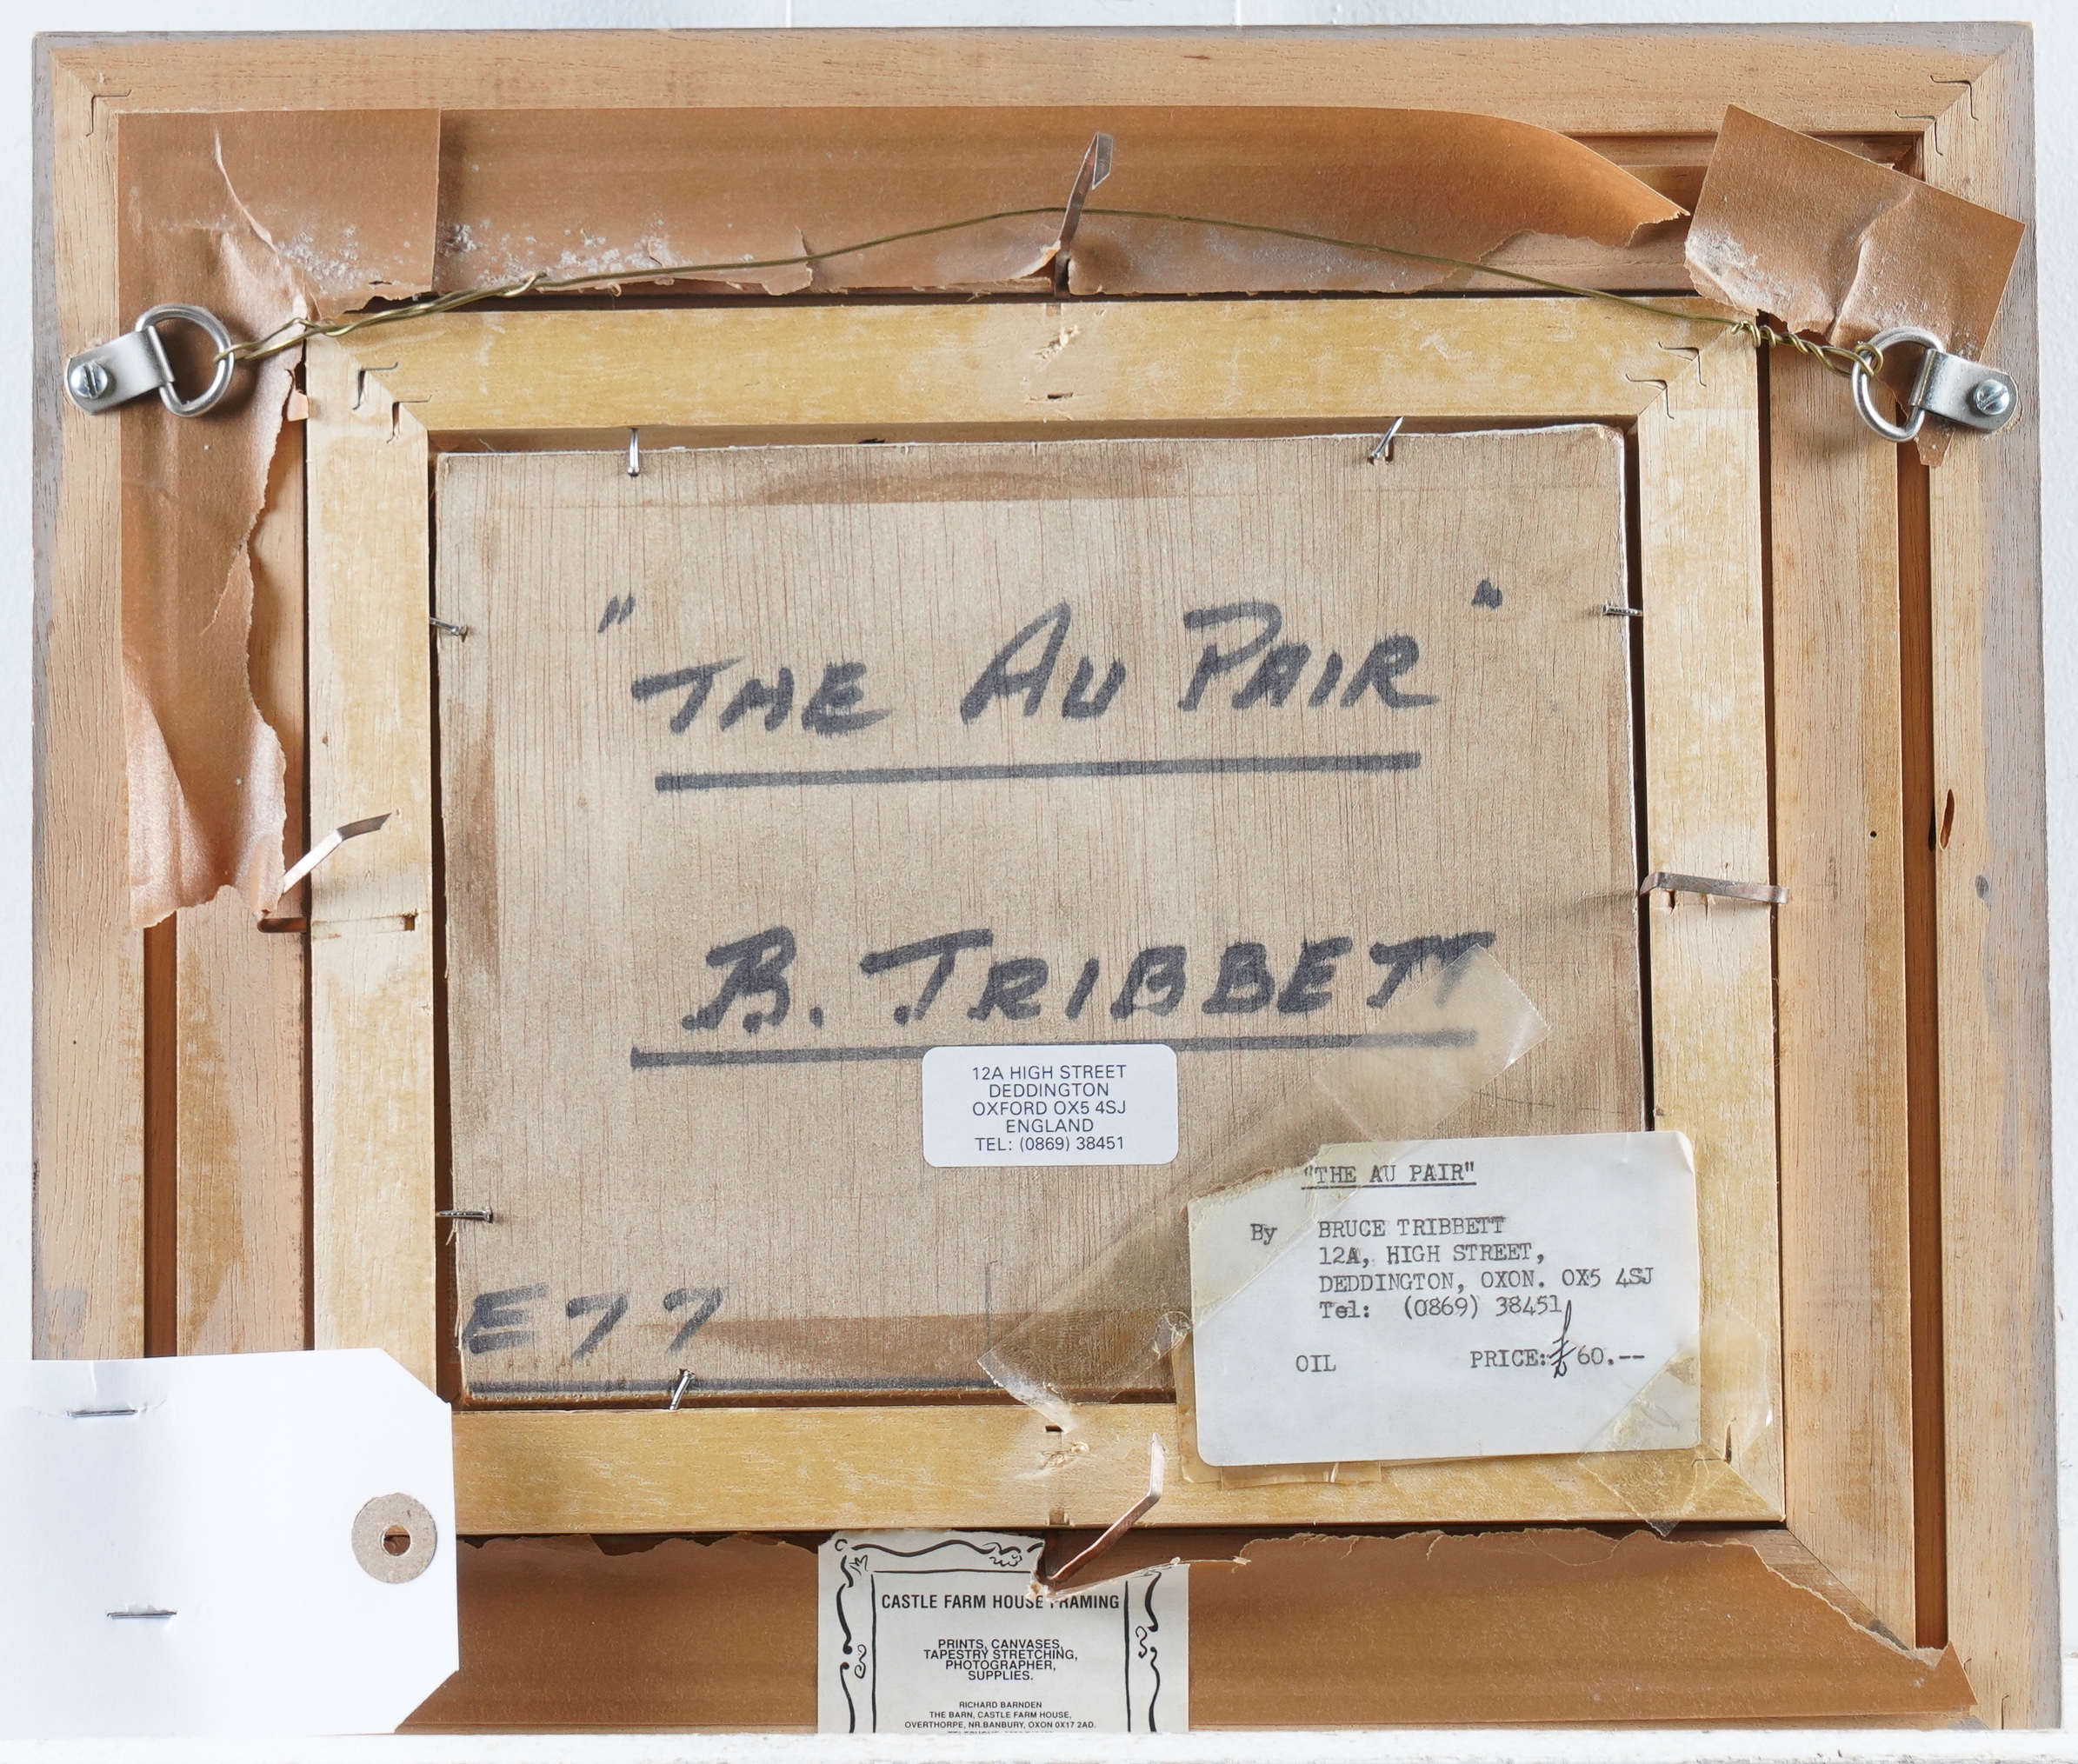 "THE AU PAIR"
B. TRIBBETT
12A HIGH STREET
DEDDINGTON
OXFORD OX5 4SJ
ENGLAND
TEL: (0869) 38451
"THE AU PAIR"
By BRUCE TRIBBETT
12A, HIGH STREET,
DEDDINGTON, OXON. OX5 4SJ
Tel: (0869) 38451
OIL PRICE:£60.--
E77
CASTLE FARM HOUSE FRAMING
PRINTS, CANVASES,
TAPESTRY STRETCHING,
PHOTOGRAPHER,
SUPPLIES.
RICHARD BARNDEN
THE BARN, CASTLE FARM HOUSE,
OVERTHORPE, NR.BANBURY, OXON OX17 2AD.